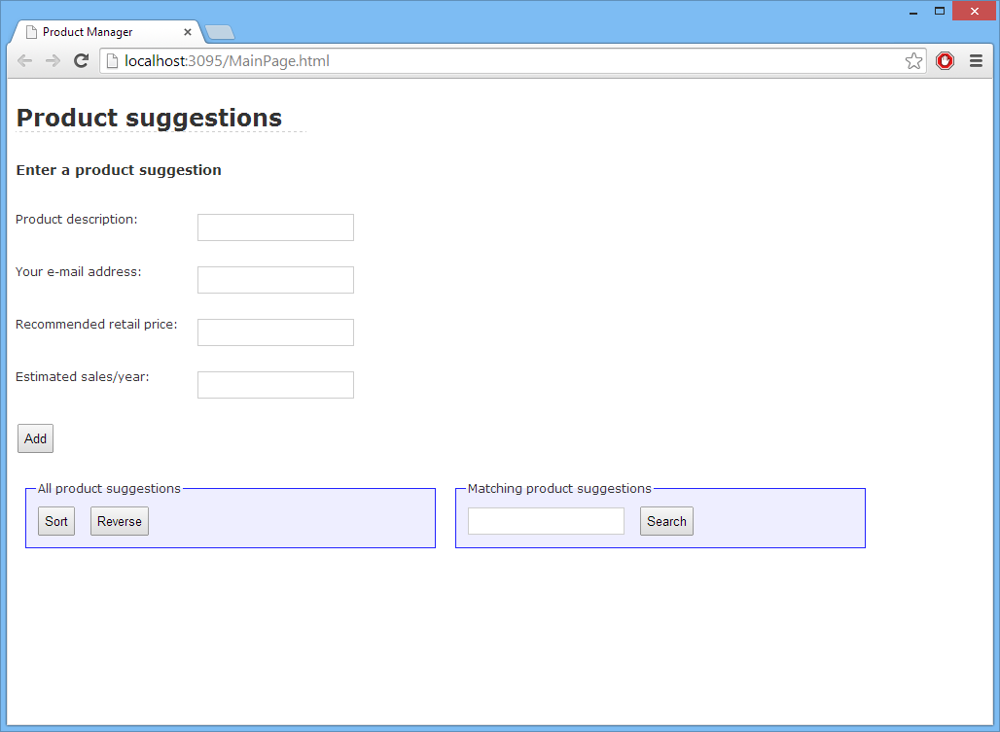 Product Manager
localhost:3095/MainPage.html
Product suggestions
Enter a product suggestion
Product description:
Your e-mail address:
Recommended retail price:
Estimated sales/year:
Add
All product suggestions
Sort Reverse
Matching product suggestions
Search